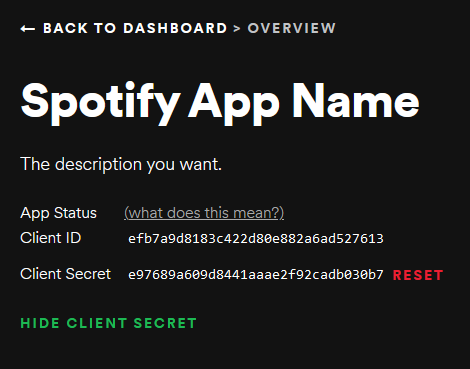 ← BACK TO DASHBOARD > OVERVIEW
Spotify App Name
The description you want.
App Status (what does this mean?)
Client ID efb7a9d8183c422d80e882a6ad527613
Client Secret e97689a609d8441aaae2f92cadb030b7 RESET
HIDE CLIENT SECRET